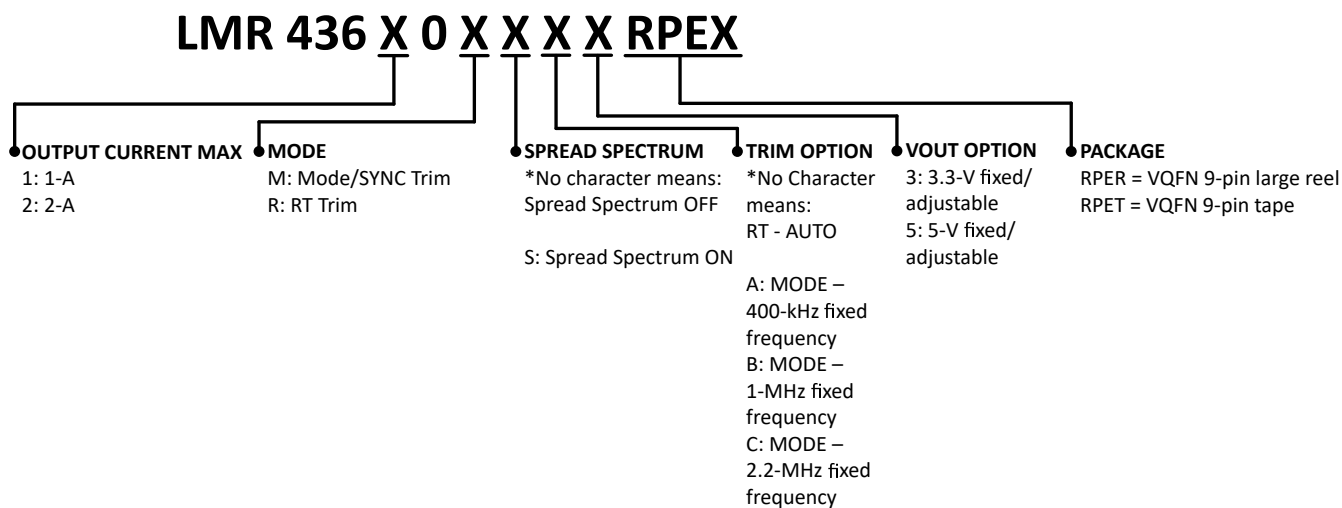 LMR 436 X 0 X X X X RPEX
OUTPUT CURRENT MAX
1: 1-A
2: 2-A
MODE
M: Mode/SYNC Trim
R: RT Trim
SPREAD SPECTRUM
*No character means:
Spread Spectrum OFF
S: Spread Spectrum ON
TRIM OPTION
*No Character
means:
RT - AUTO
A: MODE –
400-kHz fixed
frequency
B: MODE –
1-MHz fixed
frequency
C: MODE –
2.2-MHz fixed
frequency
VOUT OPTION
3: 3.3-V fixed/
adjustable
5: 5-V fixed/
adjustable
PACKAGE
RPER = VQFN 9-pin large reel
RPET = VQFN 9-pin tape